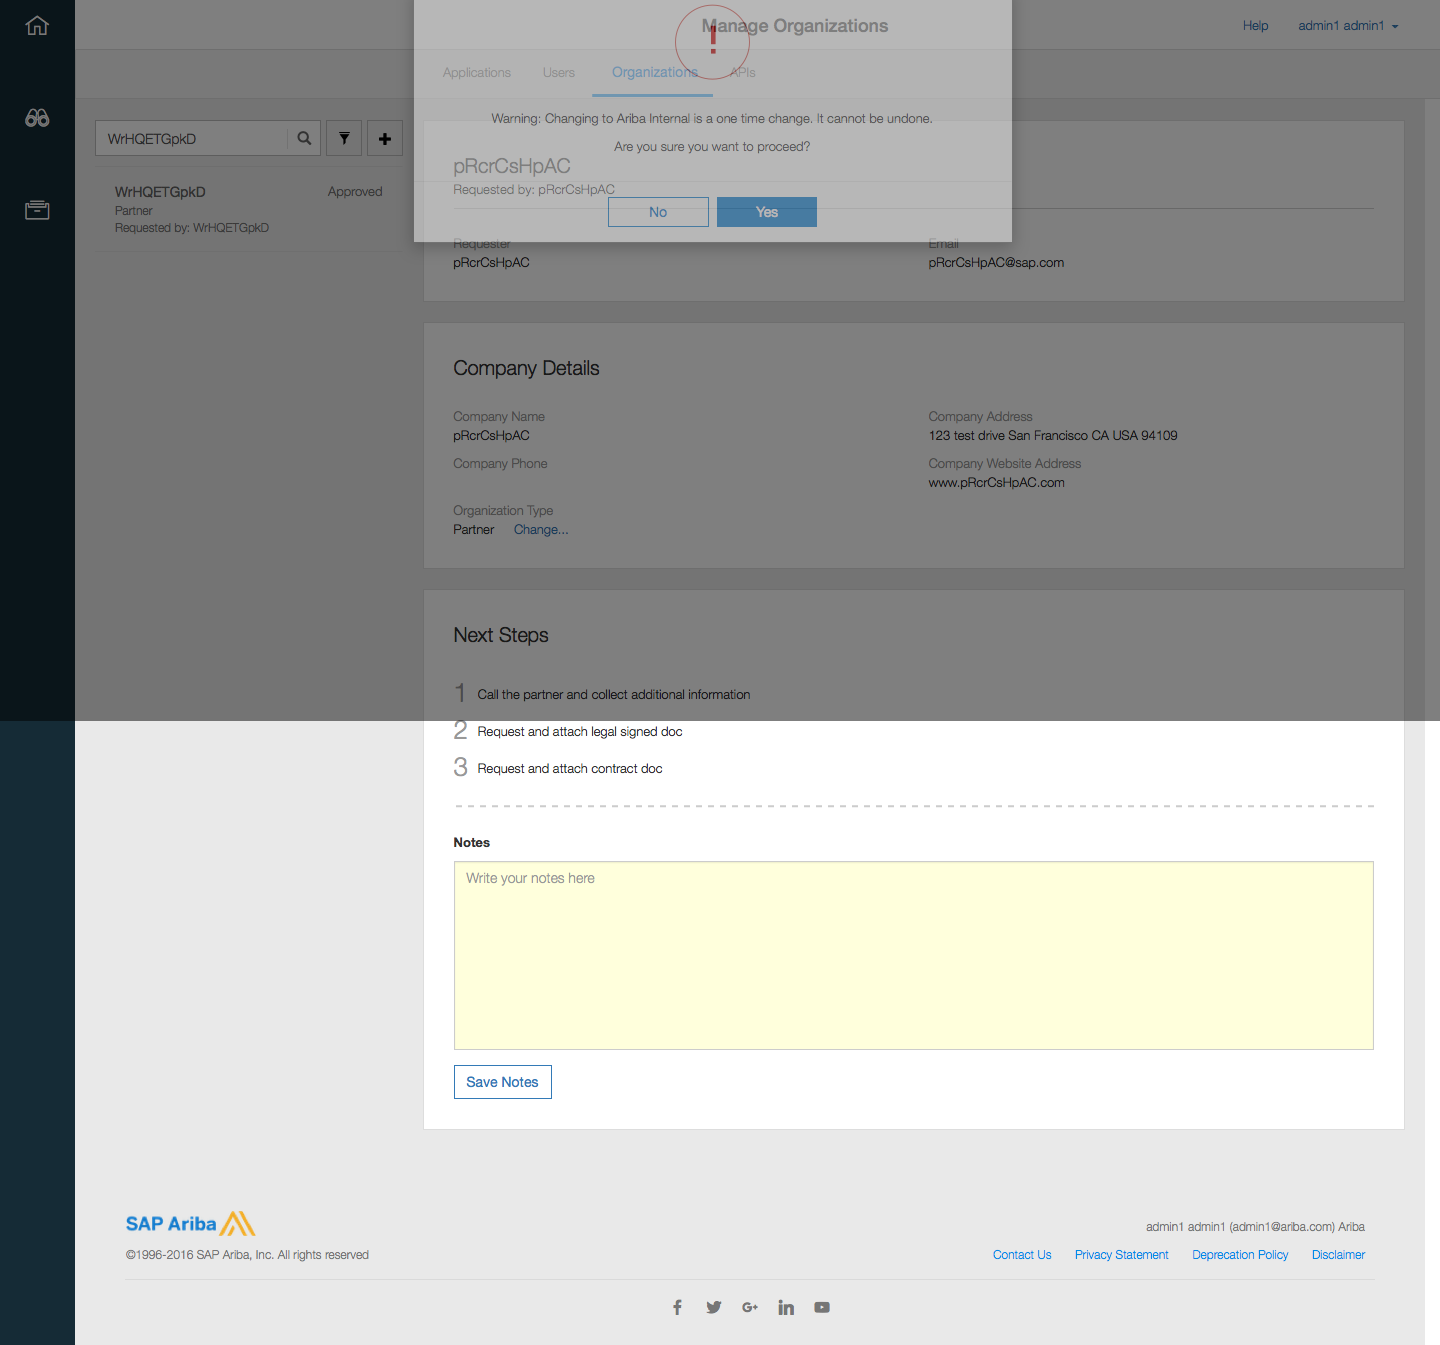 Manage Organizations
Help
admin1 admin1
!
Applications
Users
Organizations
APIs
Warning: Changing to Ariba Internal is a one time change. It cannot be undone.
Are you sure you want to proceed?
No
Yes
WrHQETGpkD
WrHQETGpkD
Approved
Partner
Requested by: WrHQETGpkD
pRcrCsHpAC
Requested by: pRcrCsHpAC
Requester
Email
pRcrCsHpAC
pRcrCsHpAC@sap.com
Company Details
Company Name
Company Address
pRcrCsHpAC
123 test drive San Francisco CA USA 94109
Company Phone
Company Website Address
www.pRcrCsHpAC.com
Organization Type
Partner
Change...
Next Steps
1 Call the partner and collect additional information
2 Request and attach legal signed doc
3 Request and attach contract doc
Notes
Write your notes here
Save Notes
SAP Ariba
admin1 admin1 (admin1@ariba.com) Ariba
©1996-2016 SAP Ariba, Inc. All rights reserved
Contact Us
Privacy Statement
Deprecation Policy
Disclaimer